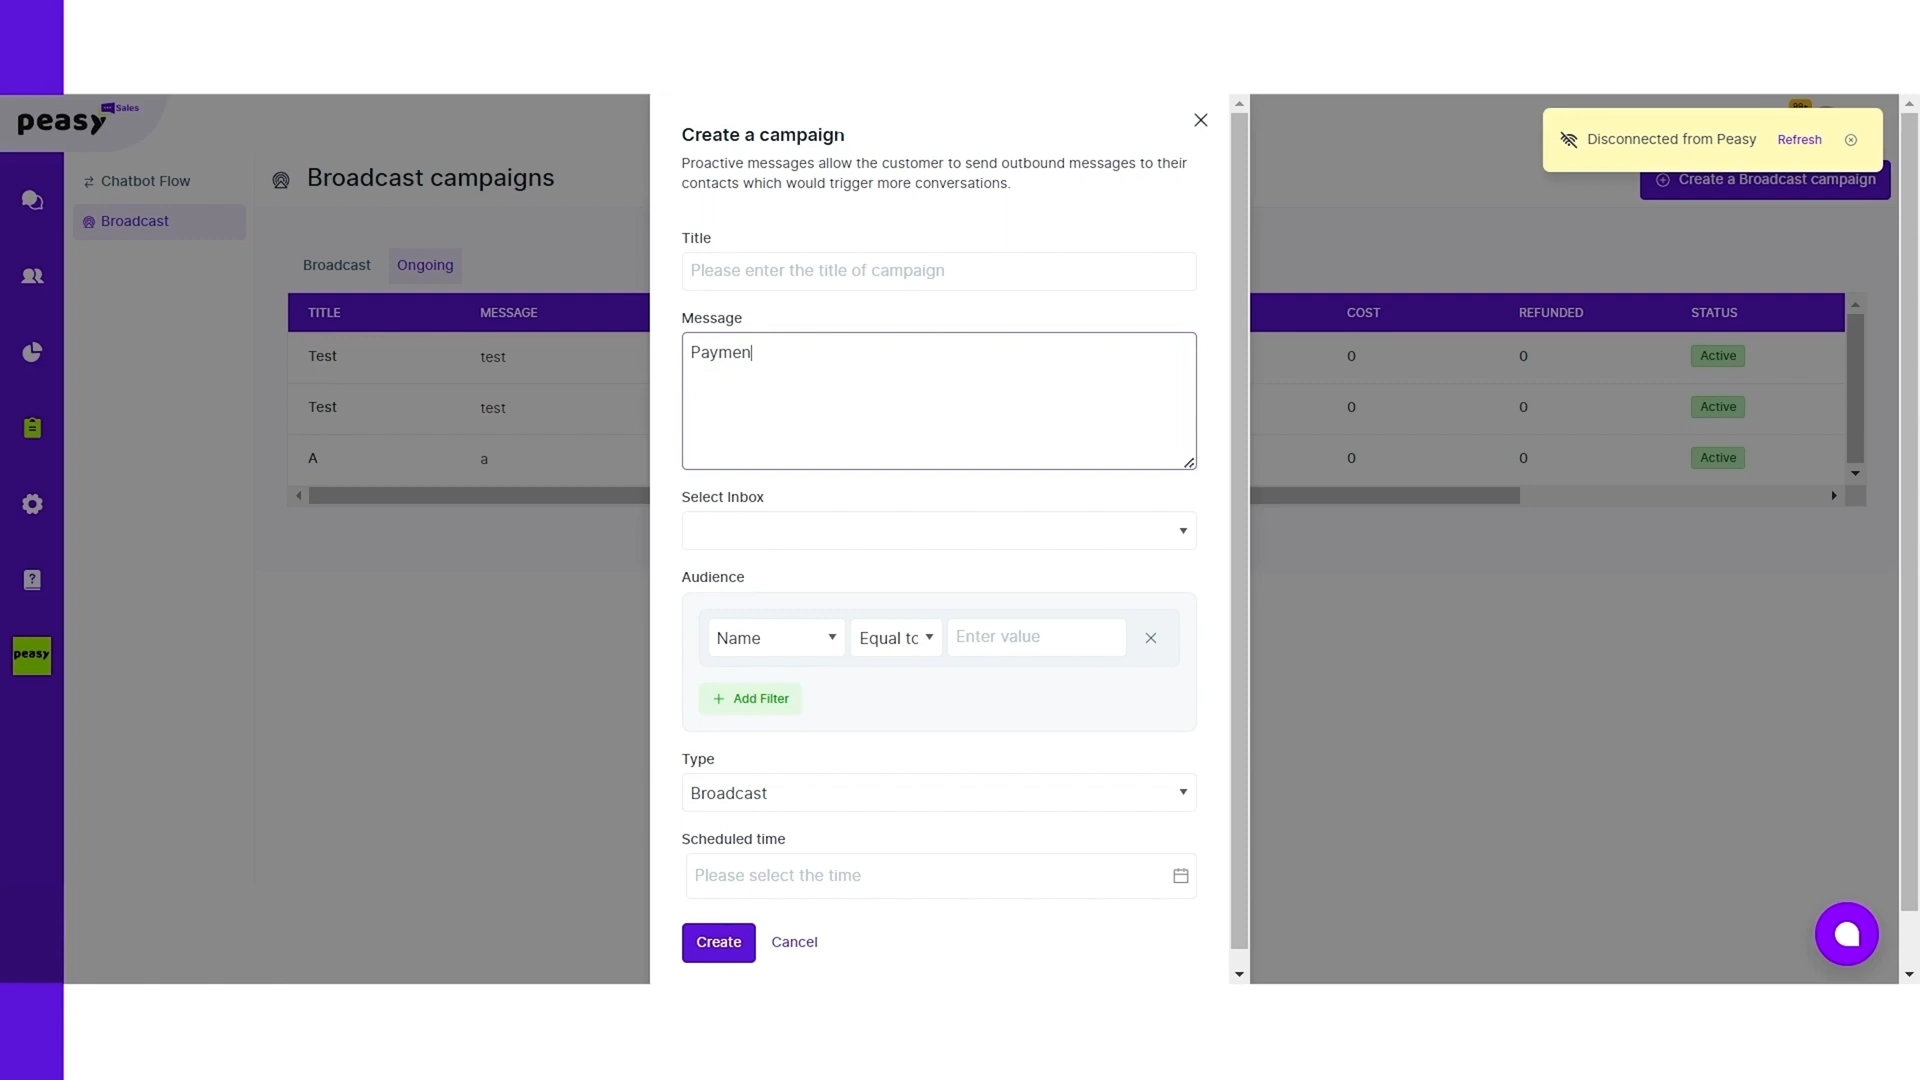 peasy
Sales
Chatbot Flow
Broadcast
peasy
Broadcast campaigns
Broadcast
Ongoing
TITLE MESSAGE COST REFUNDED STATUS
Test test 0 0 Active
Test test 0 0 Active
A a 0 0 Active
Create a campaign
Proactive messages allow the customer to send outbound messages to their
contacts which would trigger more conversations.
Title
Please enter the title of campaign
Message
Paymen
Select Inbox
Audience
Name Equal to Enter value
Add Filter
Type
Broadcast
Scheduled time
Please select the time
Create Cancel
Disconnected from Peasy Refresh
Create a Broadcast campaign